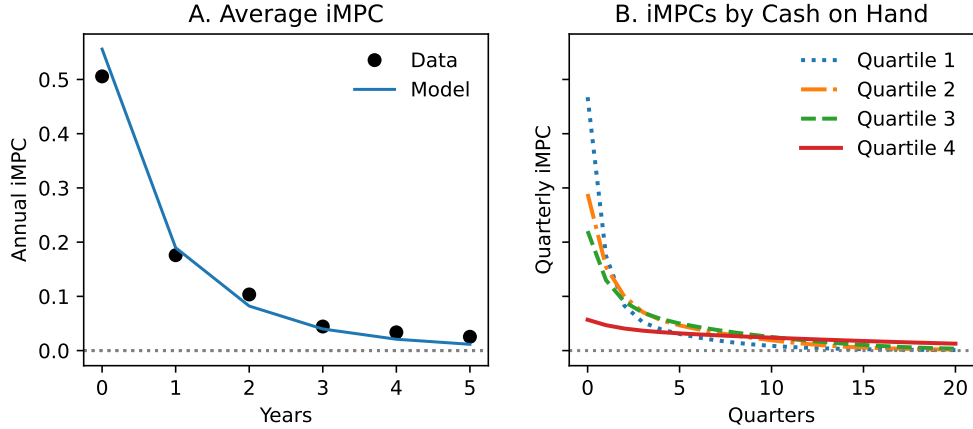 A. Average iMPC
Annual iMPC
0.5
0.4
0.3
0.2
0.1
0.0
Data
Model
0 1 2 3 4 5
Years
B. iMPCs by Cash on Hand
Quarterly iMPC
Quartile 1
Quartile 2
Quartile 3
Quartile 4
0 5 10 15 20
Quarters